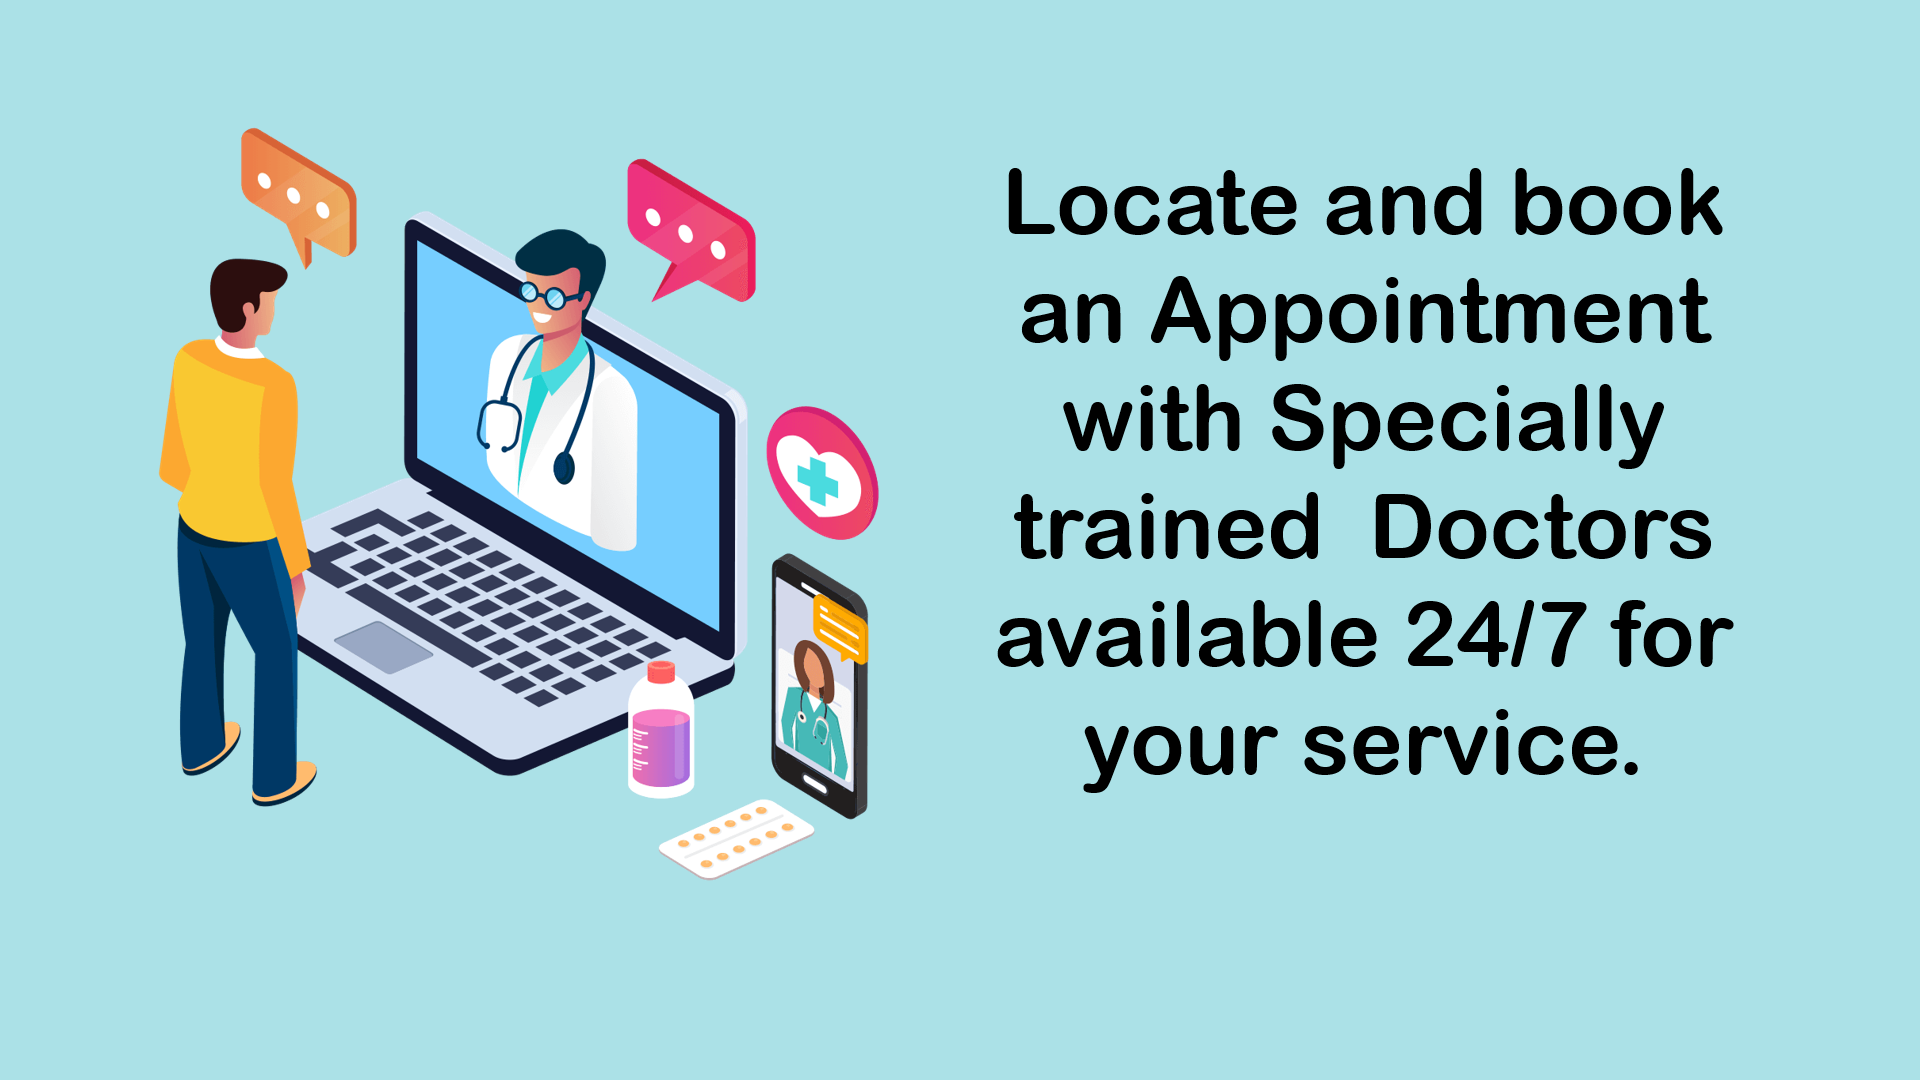 Locate and book
an Appointment
with Specially
trained  Doctors
available 24/7 for
your service.